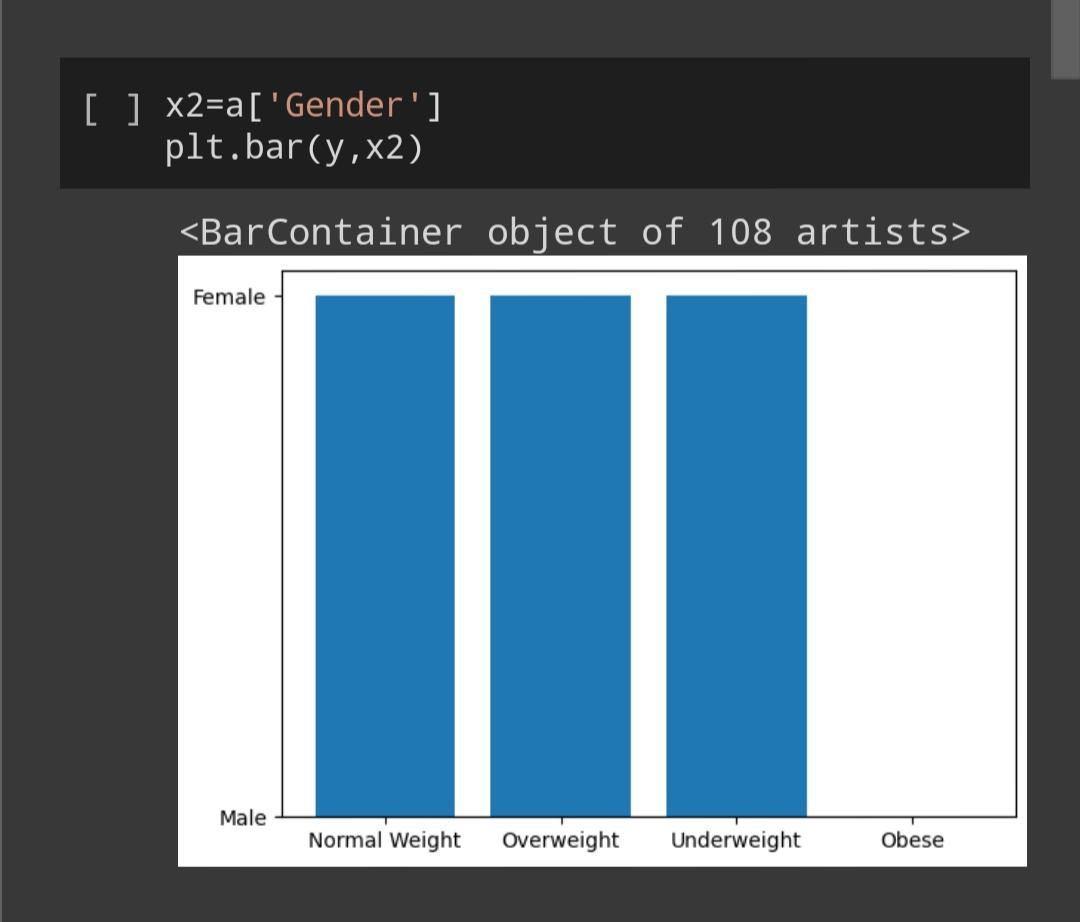 [ ] x2=a['Gender']
plt.bar(y,x2)
<BarContainer object of 108 artists>
Female
Male
Normal Weight Overweight Underweight Obese